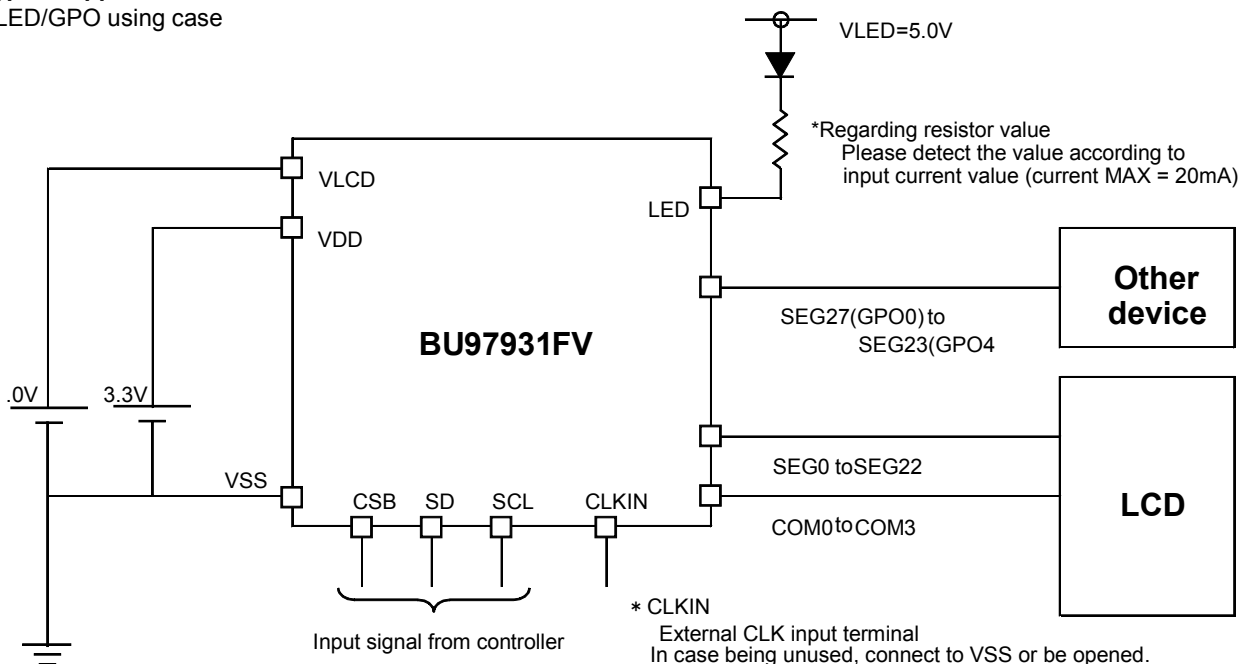 LED/GPO using case
VLED=5.0V
*Regarding resistor value
Please detect the value according to
input current value (current MAX = 20mA)
VLCD
LED
VDD
Other
device
SEG27(GPO0) to
SEG23(GPO4
BU97931FV
.0V
3.3V
SEG0 toSEG22
VSS
CSB
SD
SCL
CLKIN
LCD
COM0toCOM3
* CLKIN
Input signal from controller
External CLK input terminal
In case being unused, connect to VSS or be opened.